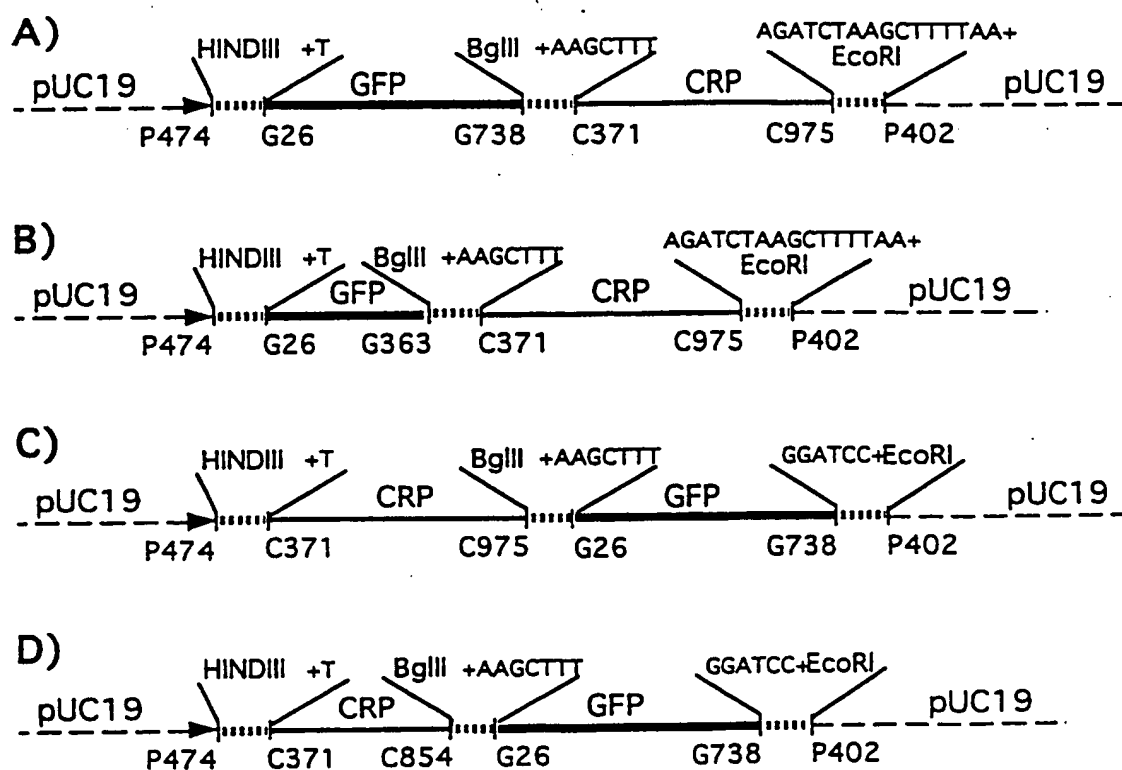 A)
AGATCTAAGCTTTTAA+
HINDIII +T BglII +AAGCTTT EcoRI
pUC19 GFP CRP pUC19
P474 G26 G738 C371 C975 P402
B)
AGATCTAAGCTTTTAA+
HINDIII +T BglII +AAGCTTT EcoRI
pUC19 GFP CRP pUC19
P474 G26 G363 C371 C975 P402
C)
HINDIII +T BglII +AAGCTTT GGATCC+EcoRI
pUC19 CRP GFP pUC19
P474 C371 C975 G26 G738 P402
D)
HINDIII +T BglII +AAGCTTT GGATCC+EcoRI
pUC19 CRP GFP pUC19
P474 C371 C854 G26 G738 P402